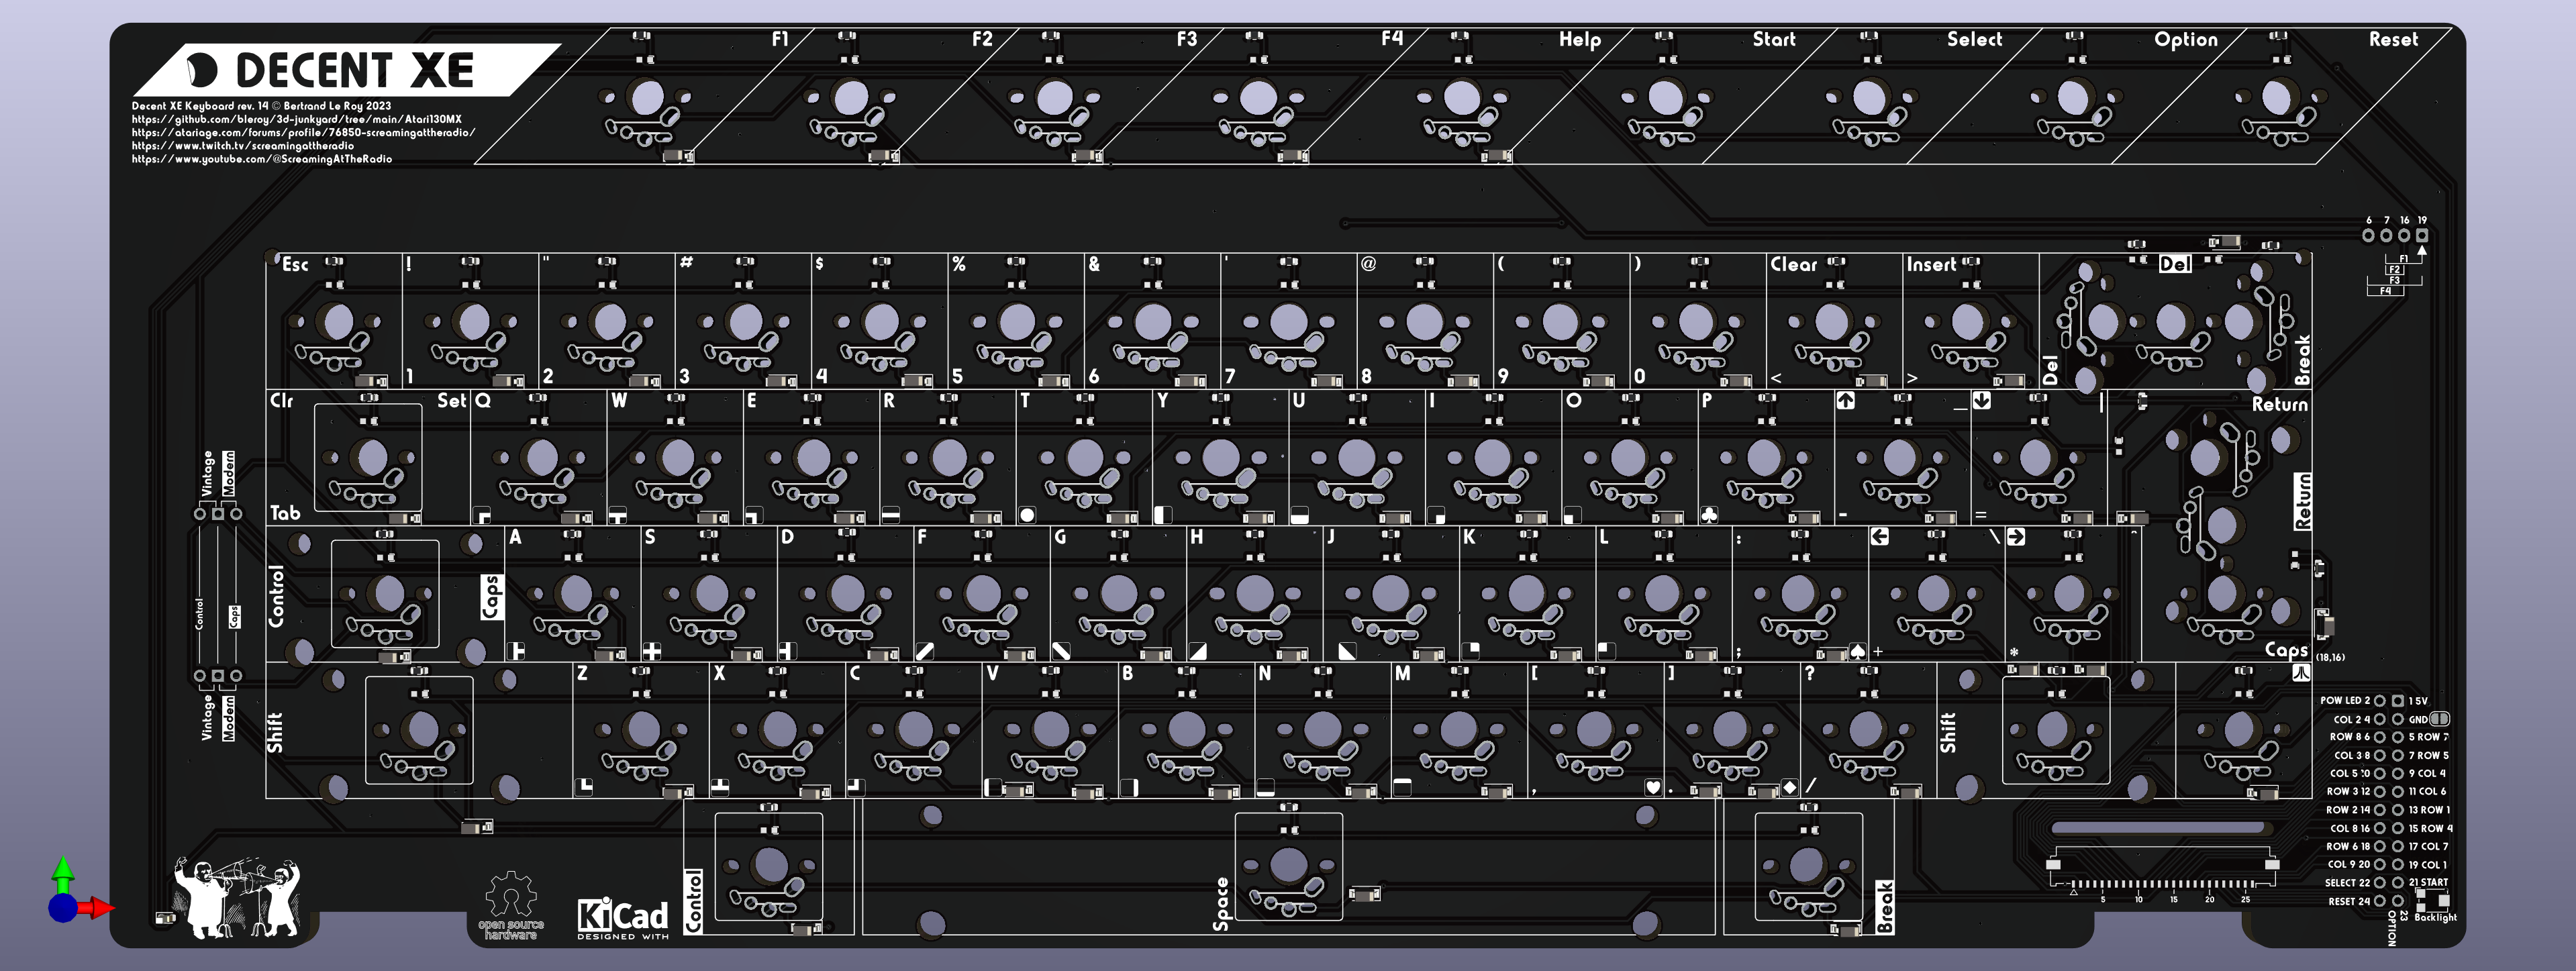 DECENT XE
Decent XE Keyboard rev. 14 © Bertrand Le Roy 2023
https://github.com/bleroy/3d-junkyard/tree/main/Atari130MX
https://atariage.com/forums/profile/76850-screamingattheradio/
https://www.twitch.tv/screamingattheradio
https://www.youtube.com/@ScreamingAtTheRadio
F1 F2 F3 F4 Help Start Select Option Reset
6 7 16 19
F1
F2
F3
F4
Esc ! " # $ % & ' @ ( ) Clear Insert Del
1 2 3 4 5 6 7 8 9 0 < > Del Break
Clr Set Q W E R T Y U I O P _ | Return
Tab - = Return
Vintage Modern
Control Caps
Vintage Modern
Control Caps A S D F G H J K L : \ ^
; + * Caps (18,16)
Shift Z X C V B N M [ ] ? Shift
, . /
Control Space Break
POW LED 2 1 5V
COL 2 4 GND
ROW 8 6 5 ROW 7
COL 3 8 7 ROW 5
COL 5 10 9 COL 4
ROW 3 12 11 COL 6
ROW 2 14 13 ROW 1
COL 8 16 15 ROW 4
ROW 6 18 17 COL 7
COL 9 20 19 COL 1
SELECT 22 21 START
RESET 24 23
OPTION
Backlight
5 10 15 20 25
open source
hardware
KiCad
DESIGNED WITH